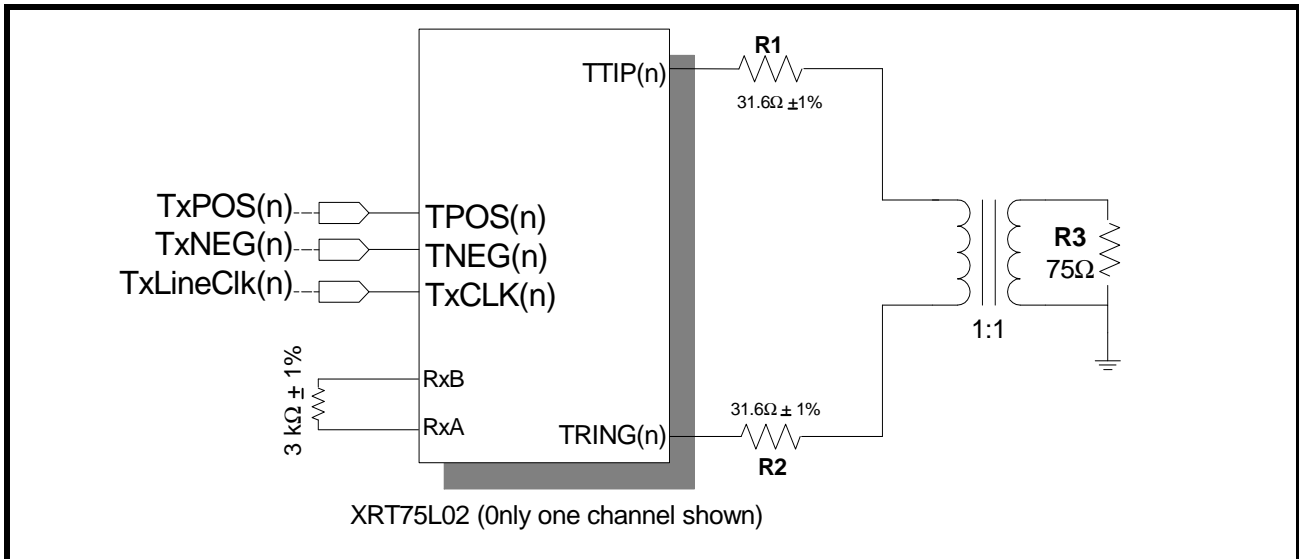 R1
TTIP(n)
31.6Ω ±1%
TxPOS(n)
TPOS(n)
TxNEG(n)
TNEG(n)
TxLineClk(n)
TxCLK(n)
R3
75Ω
1:1
3 kΩ ± 1%
RxB
RxA
31.6Ω ± 1%
TRING(n)
R2
XRT75L02 (0nly one channel shown)